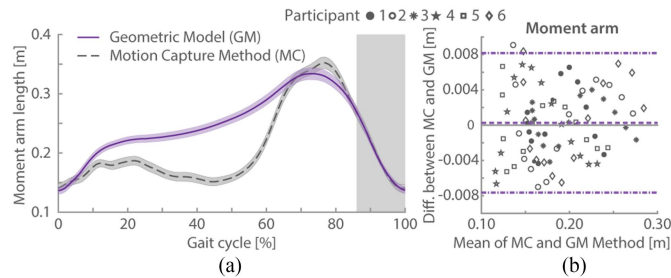 Participant ● 1 ○ 2 ✱ 3 ★ 4 □ 5 ◇ 6
Geometric Model (GM)
Motion Capture Method (MC)
Moment arm length [m]
0.4
0.3
0.2
0.1
0 20 40 60 80 100
Gait cycle [%]
(a)
Moment arm
Diff. between MC and GM [m]
0.008
0.004
0
-0.004
-0.008
0.10 0.20 0.30
Mean of MC and GM Method [m]
(b)